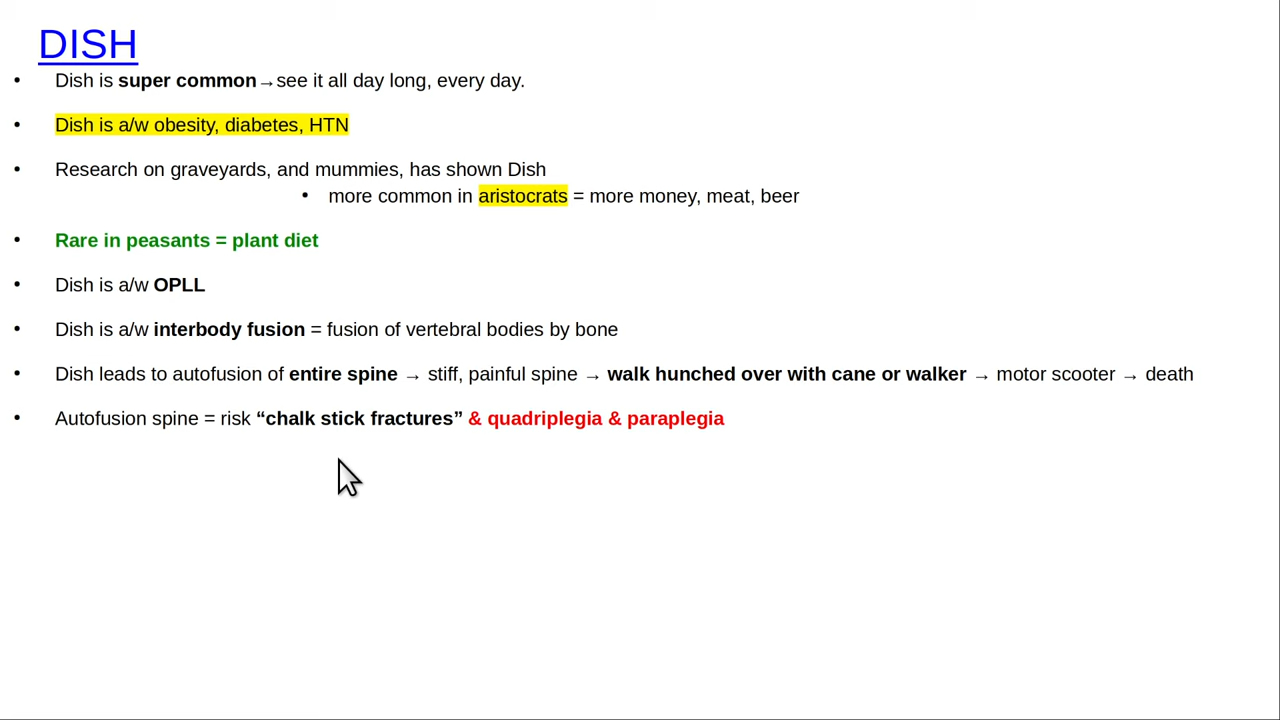 DISH
• Dish is super common→see it all day long, every day.
• Dish is a/w obesity, diabetes, HTN
• Research on graveyards, and mummies, has shown Dish
• more common in aristocrats = more money, meat, beer
• Rare in peasants = plant diet
• Dish is a/w OPLL
• Dish is a/w interbody fusion = fusion of vertebral bodies by bone
• Dish leads to autofusion of entire spine → stiff, painful spine → walk hunched over with cane or walker → motor scooter → death
• Autofusion spine = risk “chalk stick fractures” & quadriplegia & paraplegia